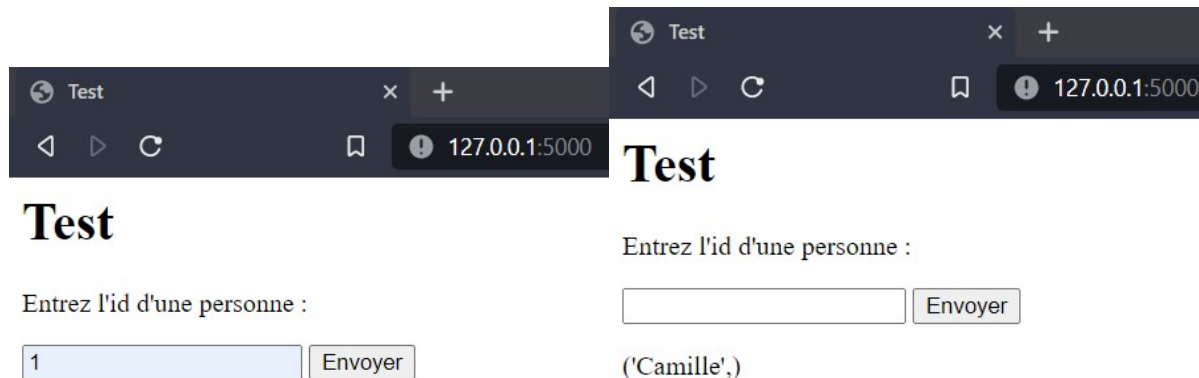 Test
127.0.0.1:5000
Test
Entrez l'id d'une personne :
1 Envoyer
Test
127.0.0.1:5000
Test
Entrez l'id d'une personne :
Envoyer
('Camille',)